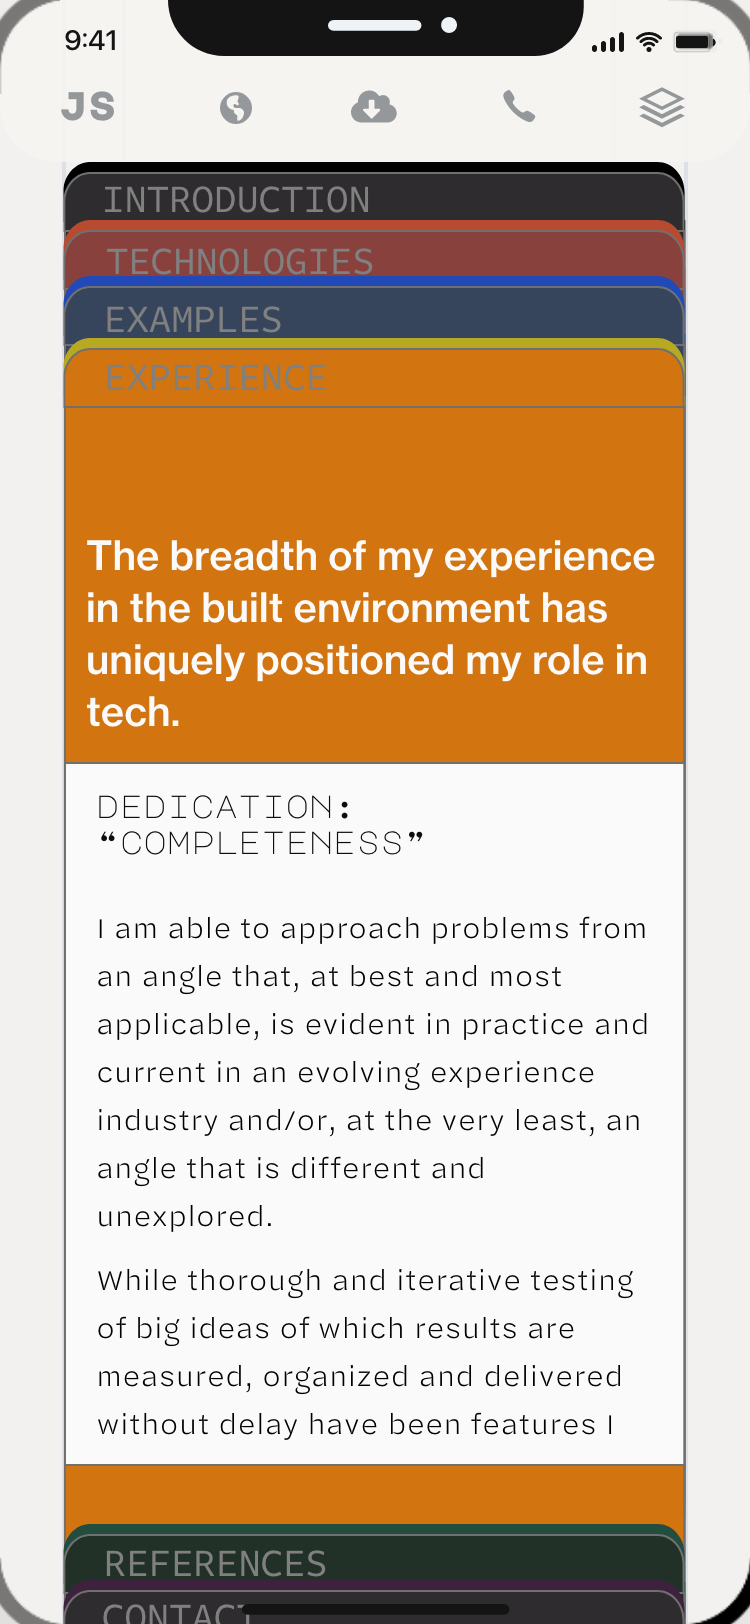 9:41
JS
INTRODUCTION
TECHNOLOGIES
EXAMPLES
EXPERIENCE
The breadth of my experience
in the built environment has
uniquely positioned my role in
tech.
DEDICATION:
“COMPLETENESS”
I am able to approach problems from
an angle that, at best and most
applicable, is evident in practice and
current in an evolving experience
industry and/or, at the very least, an
angle that is different and
unexplored.
While thorough and iterative testing
of big ideas of which results are
measured, organized and delivered
without delay have been features I
REFERENCES
CONTACT